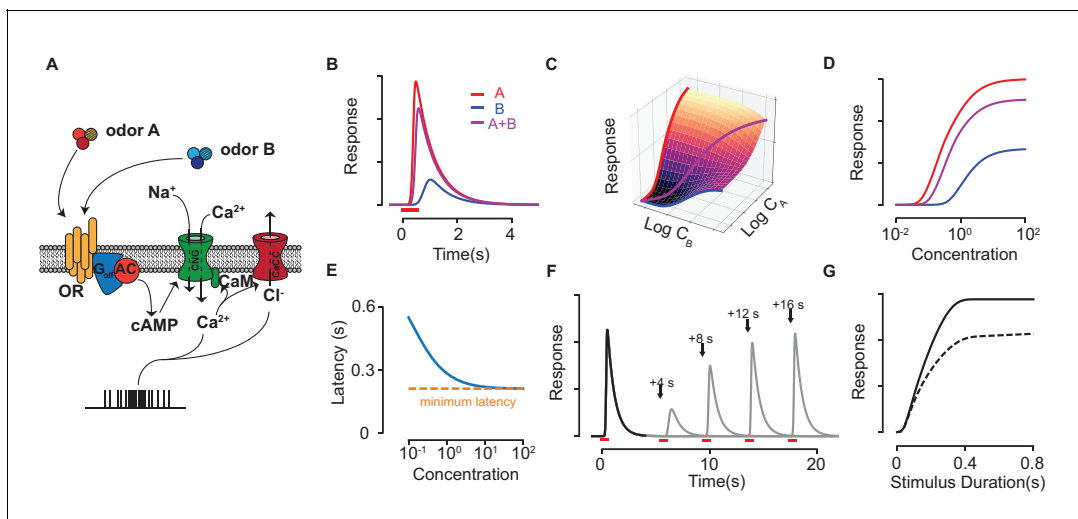 A
odor A
odor B
Na+
Ca2+
CNG
CaCC
Golf
AC
CaM
OR
Cl-
cAMP
Ca2+
B
Response
A
B
A+B
0 2 4
Time(s)
C
Response
Log CB
Log CA
D
Response
10-2 100 102
Concentration
E
Latency (s)
0.6
0.3
0
minimum latency
10-1 100 101 102
Concentration
F
Response
+4 s
+8 s
+12 s
+16 s
0 10 20
Time(s)
G
Response
0 0.4 0.8
Stimulus Duration(s)